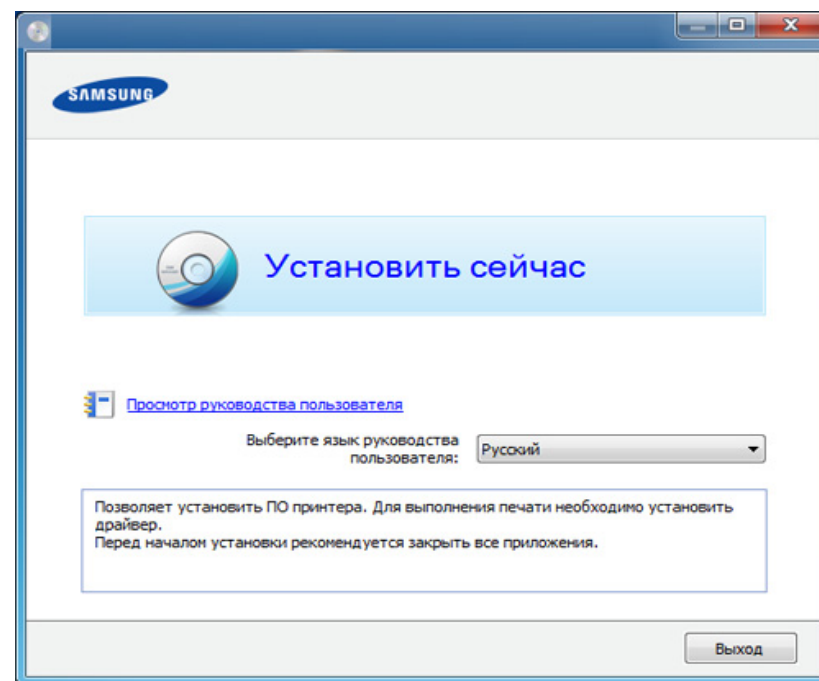 SAMSUNG
Установить сейчас
Просмотр руководства пользователя
Выберите язык руководства
пользователя:
Русский
Позволяет установить ПО принтера. Для выполнения печати необходимо установить
драйвер.
Перед началом установки рекомендуется закрыть все приложения.
Выход